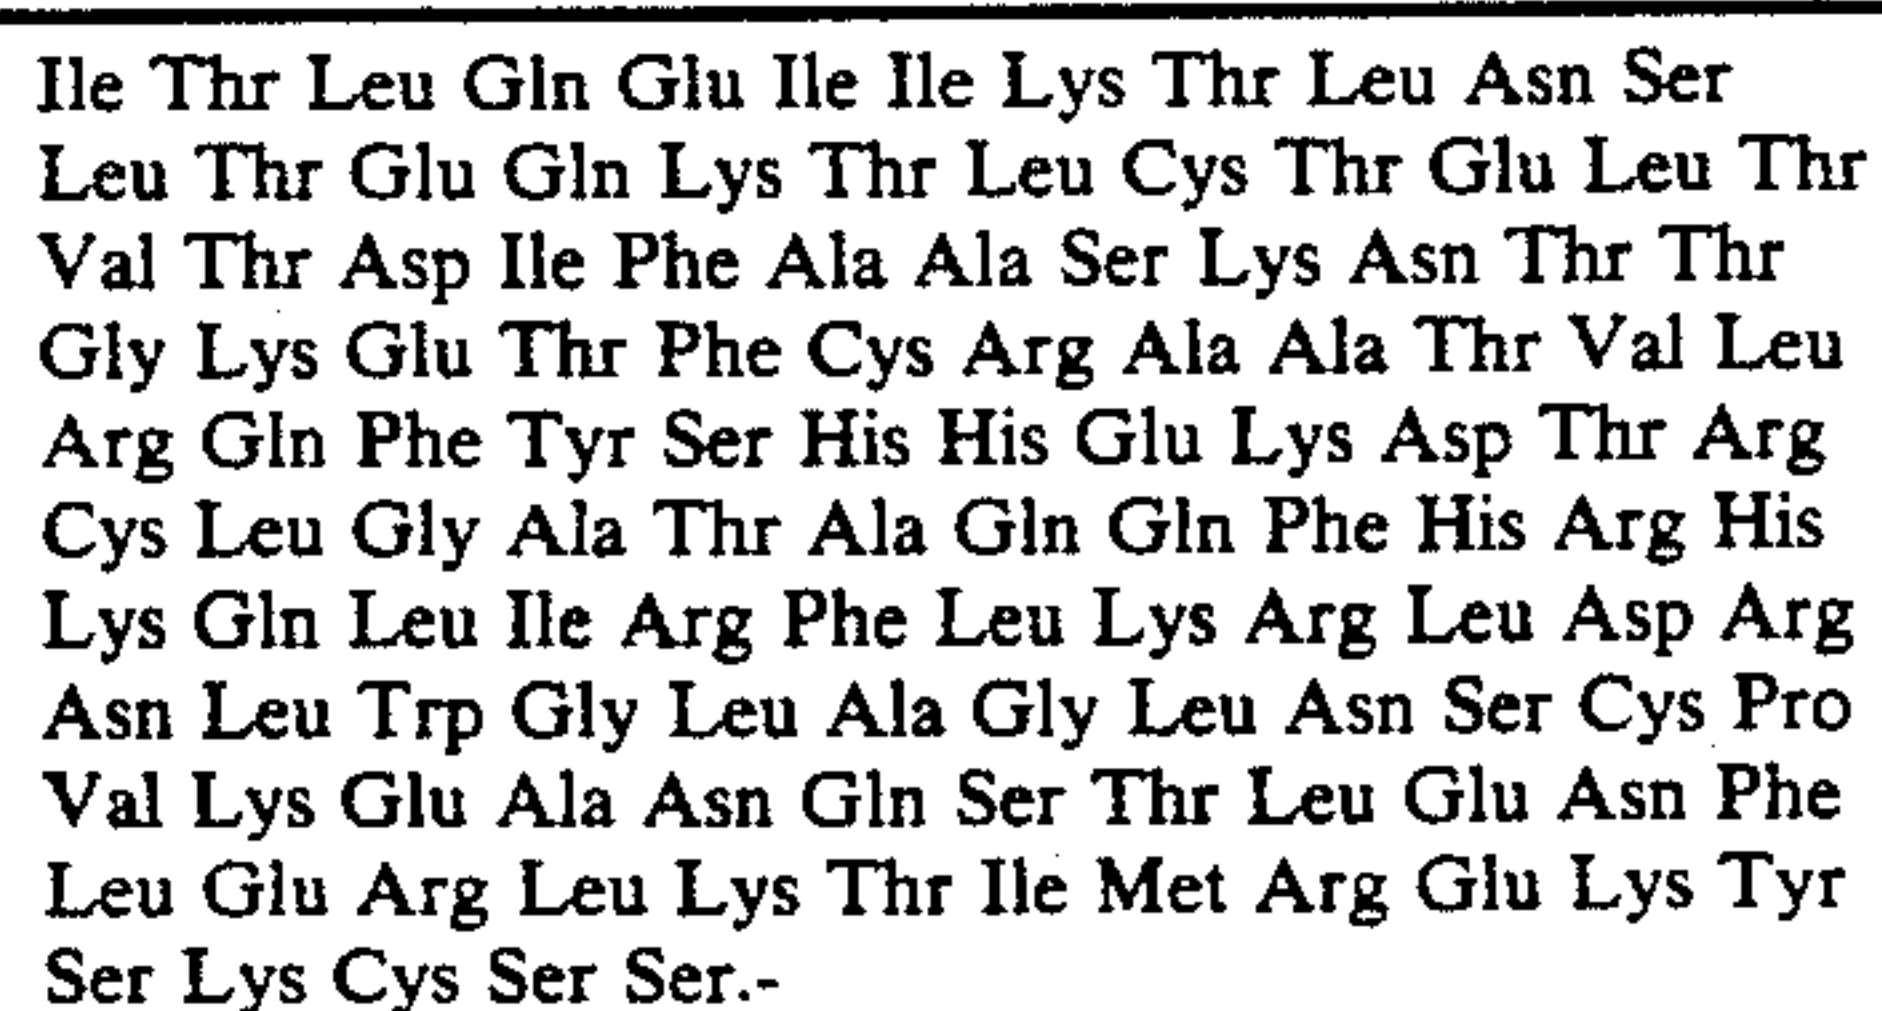 Ile Thr Leu Gln Glu Ile Ile Lys Thr Leu Asn Ser
Leu Thr Glu Gln Lys Thr Leu Cys Thr Glu Leu Thr
Val Thr Asp Ile Phe Ala Ala Ser Lys Asn Thr Thr
Gly Lys Glu Thr Phe Cys Arg Ala Ala Thr Val Leu
Arg Gln Phe Tyr Ser His His Glu Lys Asp Thr Arg
Cys Leu Gly Ala Thr Ala Gln Gln Phe His Arg His
Lys Gln Leu Ile Arg Phe Leu Lys Arg Leu Asp Arg
Asn Leu Trp Gly Leu Ala Gly Leu Asn Ser Cys Pro
Val Lys Glu Ala Asn Gln Ser Thr Leu Glu Asn Phe
Leu Glu Arg Leu Lys Thr Ile Met Arg Glu Lys Tyr
Ser Lys Cys Ser Ser.-